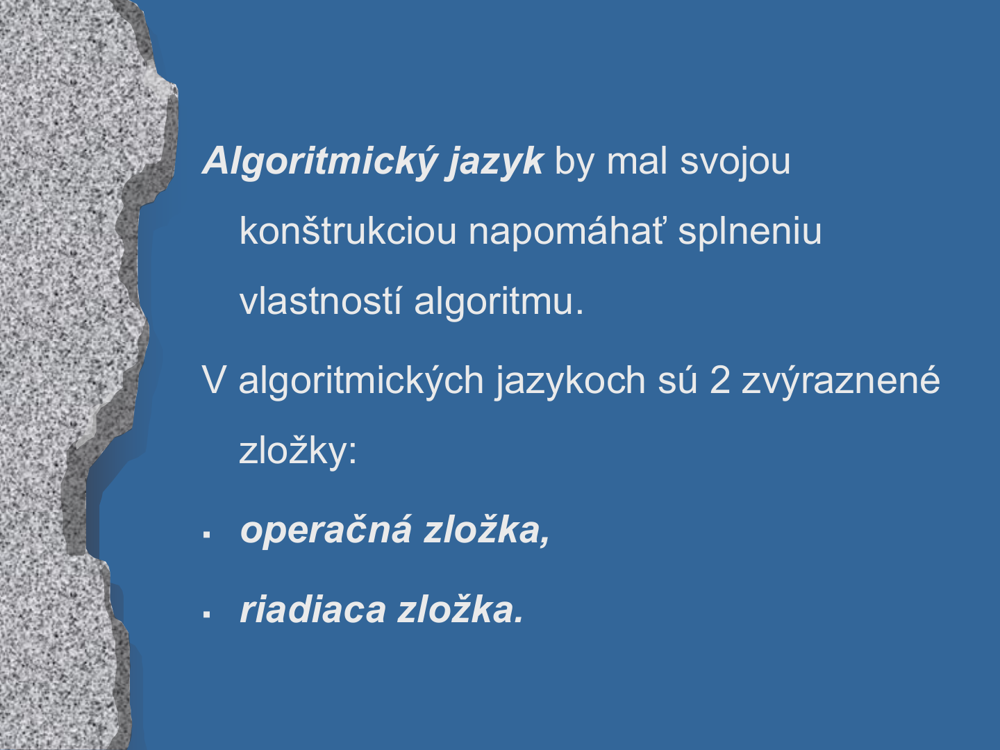 Algoritmický jazyk by mal svojou
konštrukciou napomáhať splneniu
vlastností algoritmu.
V algoritmických jazykoch sú 2 zvýraznené
zložky:
▪ operačná zložka,
▪ riadiaca zložka.